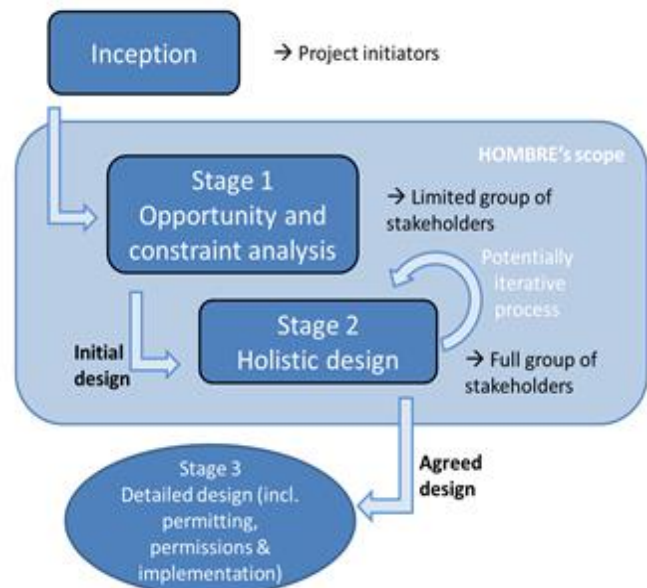 Inception
→ Project initiators
HOMBRE's scope
Stage 1
Opportunity and
constraint analysis
→ Limited group of
stakeholders
Potentially
iterative
process
Stage 2
Holistic design
Initial
design
→ Full group of
stakeholders
Stage 3
Detailed design (incl.
permitting,
permissions &
implementation)
Agreed
design